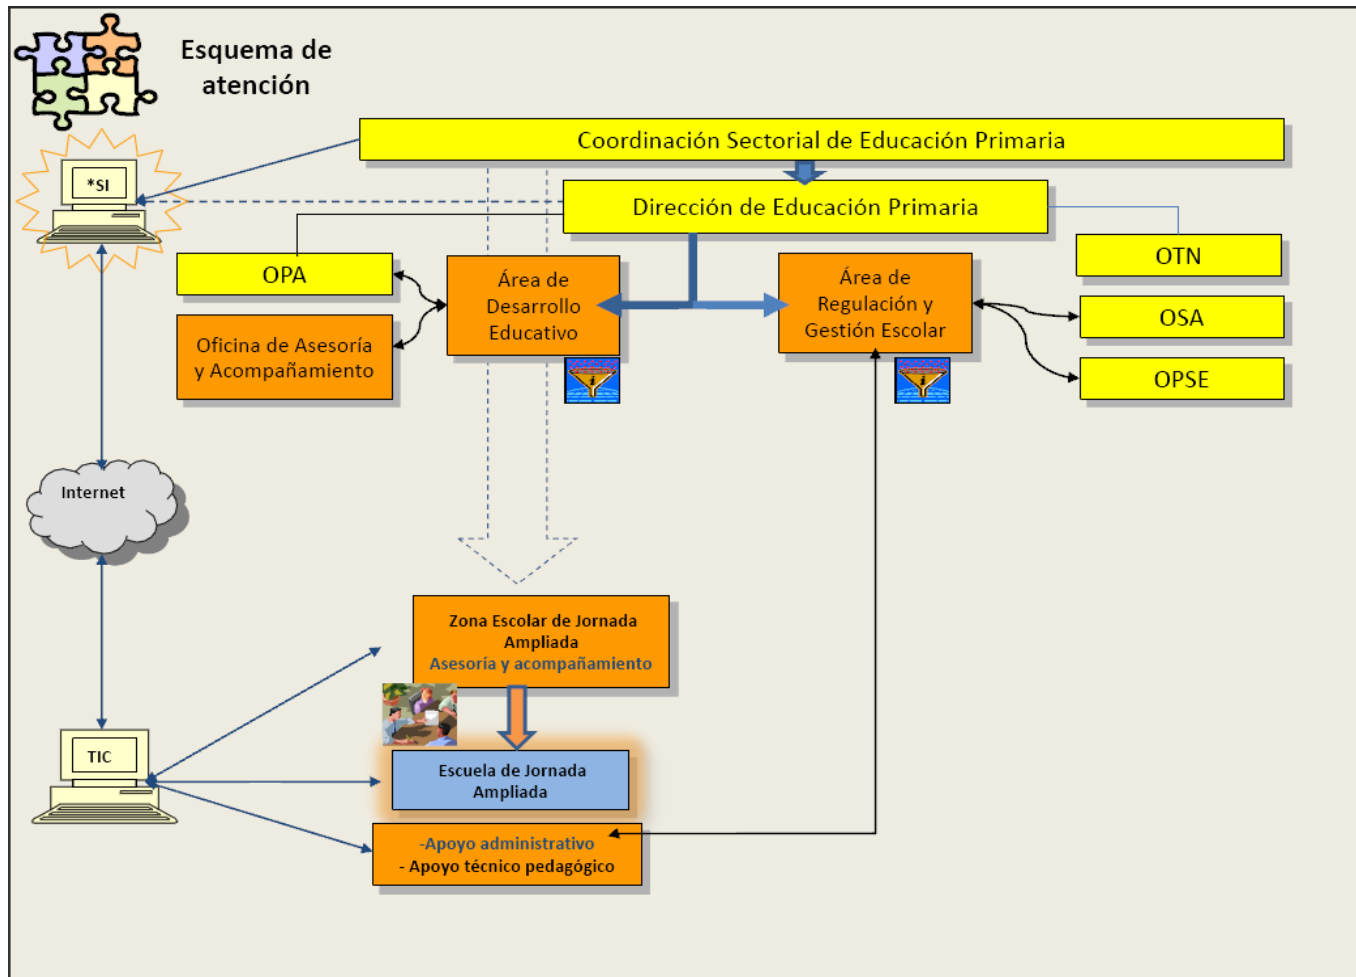 Esquema de
atención
Coordinación Sectorial de Educación Primaria
*SI
Dirección de Educación Primaria
OPA
Área de
Desarrollo
Educativo
Área de
Regulación y
Gestión Escolar
OTN
OSA
OPSE
Oficina de Asesoría
y Acompañamiento
i
i
Internet
Zona Escolar de Jornada
Ampliada
Asesoría y acompañamiento
TIC
Escuela de Jornada
Ampliada
-Apoyo administrativo
- Apoyo técnico pedagógico